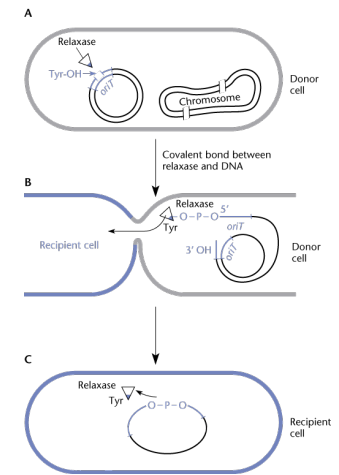 A
Relaxase
Tyr-OH
oriT
Chromosome
Donor
cell
Covalent bond between
relaxase and DNA
B
Relaxase
O–P–O 5′
Tyr
oriT
Recipient cell
3′ OH
oriT
Donor
cell
C
Relaxase
Tyr
O–P–O
Recipient
cell